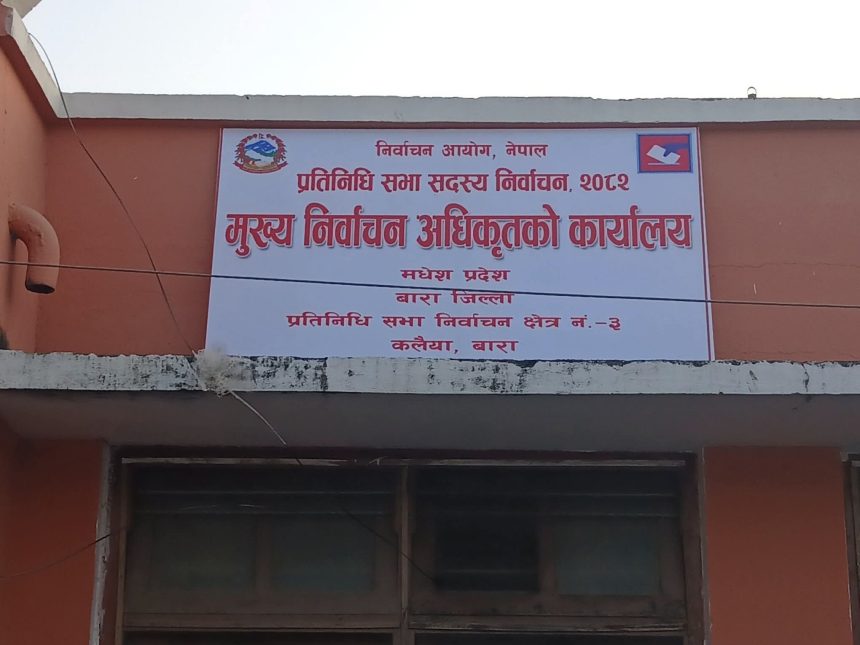 निर्वाचन आयोग, नेपाल
प्रतिनिधि सभा सदस्य निर्वाचन, २०८२
मुख्य निर्वाचन अधिकृतको कार्यालय
मधेश प्रदेश
बारा जिल्ला
प्रतिनिधि सभा निर्वाचन क्षेत्र नं.-३
कलैया, बारा